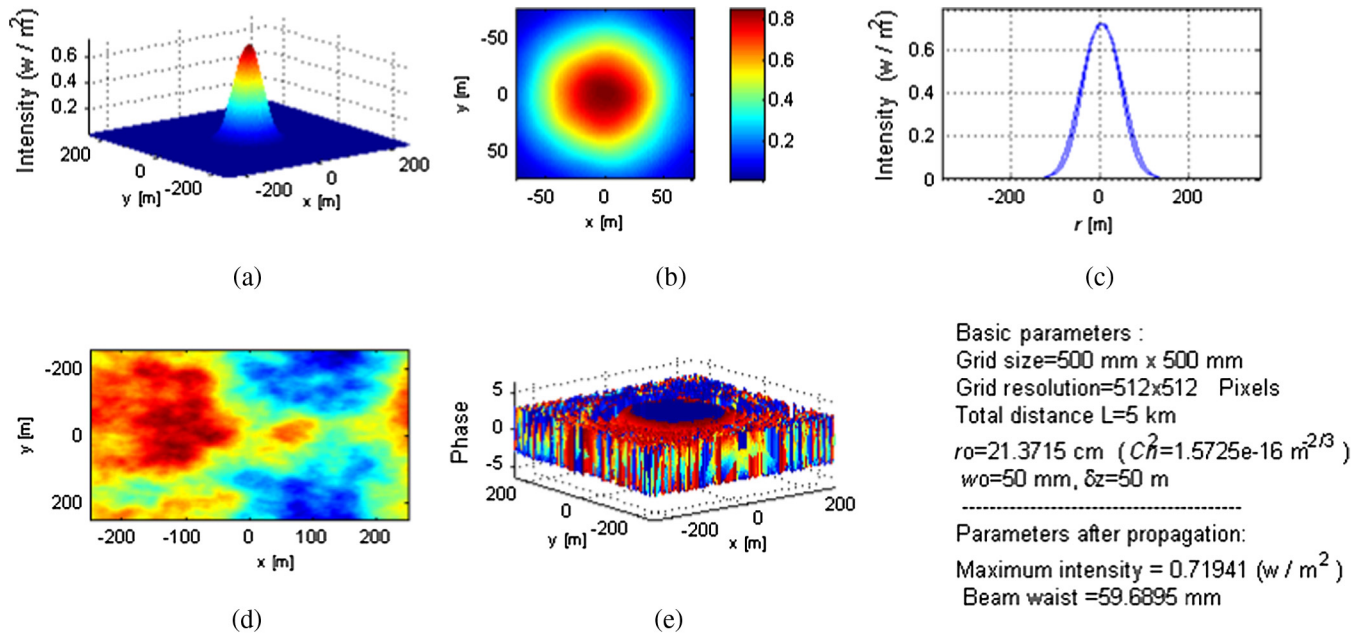 Intensity (w / m²)
0.6
0.4
0.2
200
0
-200
y [m]
-200
0
200
x [m]
(a)
y [m]
-50
0
50
-50
0
50
x [m]
0.8
0.6
0.4
0.2
(b)
Intensity (w / m²)
0.6
0.4
0.2
0
-200
0
200
r [m]
(c)
y [m]
-200
-100
0
200
-200
-100
0
100
200
x [m]
(d)
Phase
5
0
-5
200
0
-200
y [m]
-200
0
200
x [m]
(e)
Basic parameters :
Grid size=500 mm x 500 mm
Grid resolution=512x512 Pixels
Total distance L=5 km
ro=21.3715 cm (Cn²=1.5725e-16 m-2/3 )
wo=50 mm, δz=50 m
----------------------------------------
Parameters after propagation:
Maximum intensity = 0.71941 (w / m² )
Beam waist =59.6895 mm